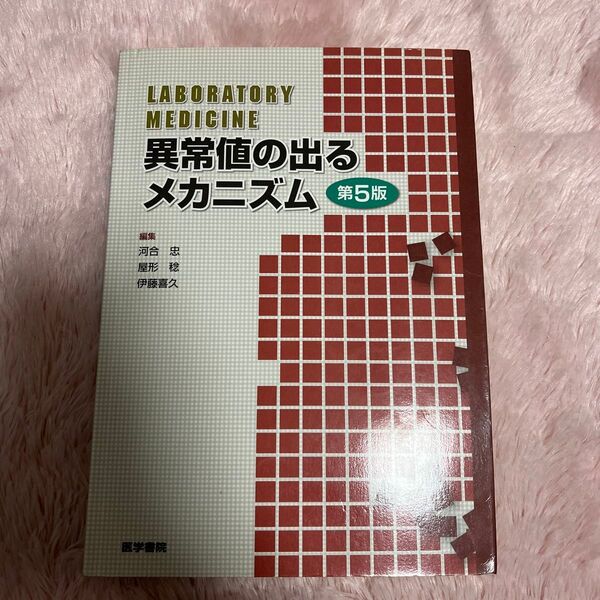 LABORATORY
MEDICINE
異常値の出る
メカニズム
第5版
編集
河合 忠
屋形 稔
伊藤喜久
医学書院